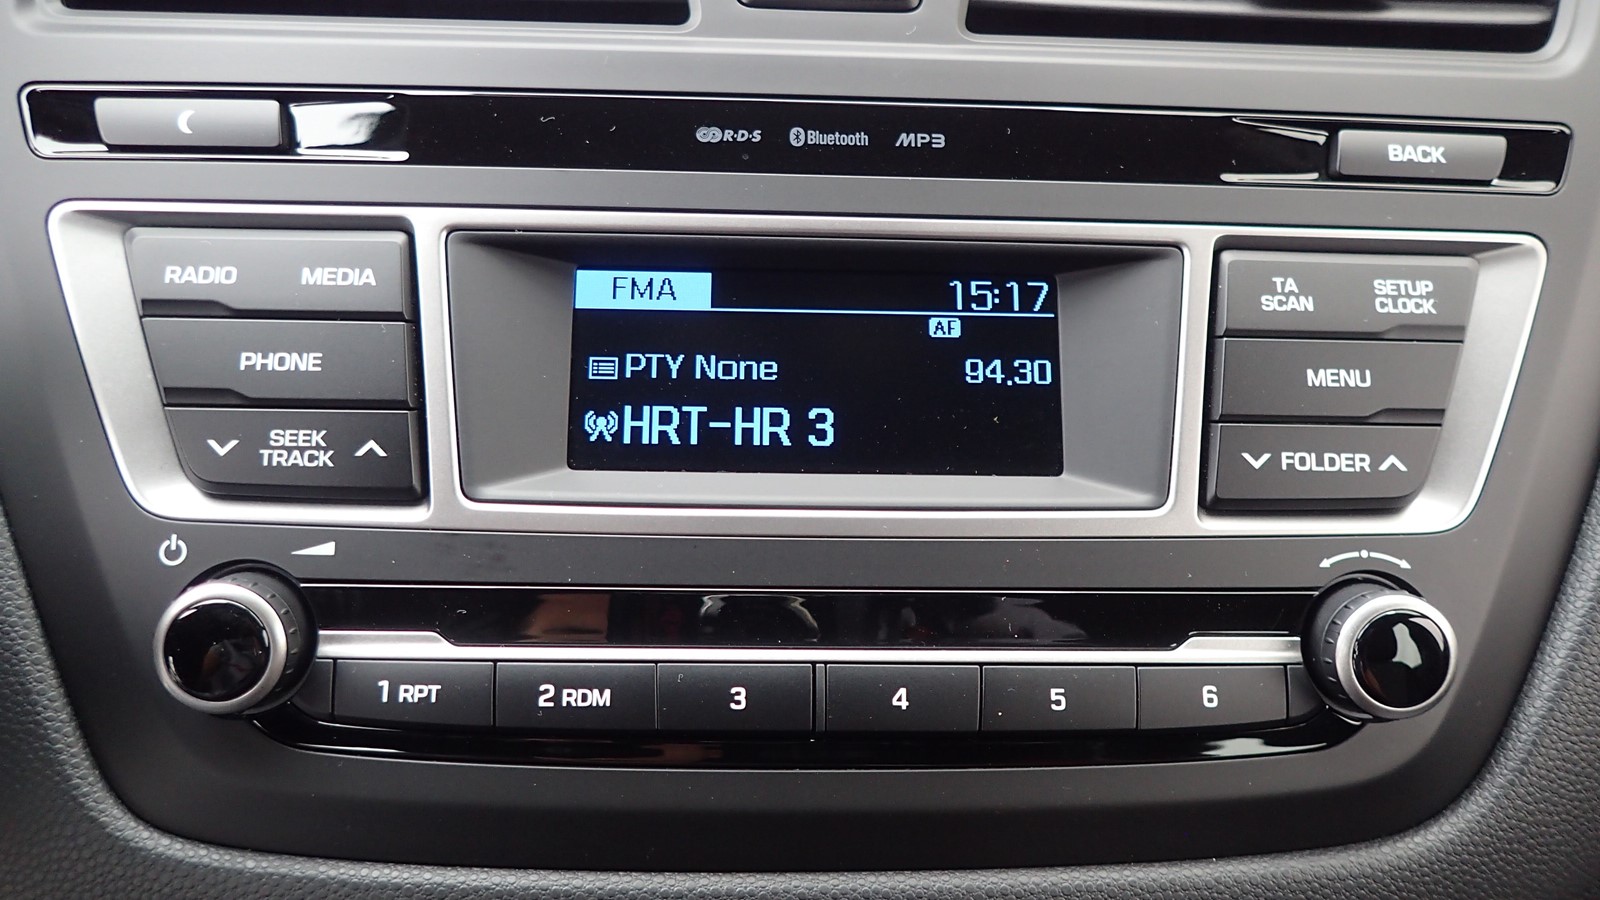 R·D·S Bluetooth MP3
BACK
RADIO MEDIA
PHONE
SEEK
TRACK
FMA 15:17
AF
PTY None 94.30
HRT-HR 3
TA
SCAN
SETUP
CLOCK
MENU
FOLDER
1 RPT 2 RDM 3 4 5 6